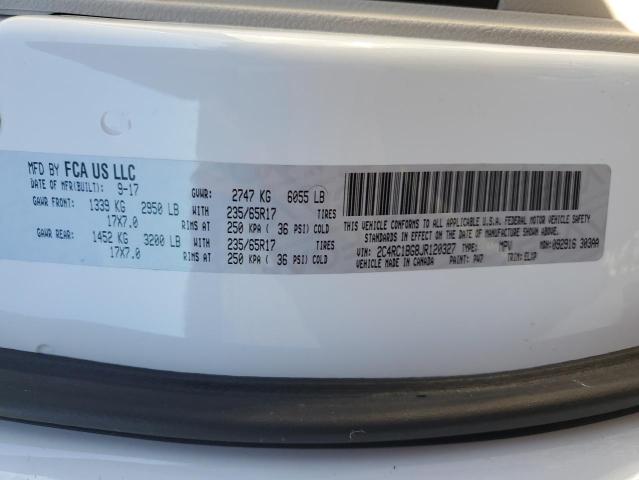 MFD BY FCA US LLC
DATE OF MFR(BUILT): 9-17 GVWR: 2747 KG 6055 LB
GAWR FRONT: 1339 KG 2950 LB WITH 235/65R17 TIRES
17X7.0 RIMS AT 250 KPA ( 36 PSI) COLD
GAWR REAR: 1452 KG 3200 LB WITH 235/65R17 TIRES
17X7.0 RIMS AT 250 KPA ( 36 PSI) COLD
THIS VEHICLE CONFORMS TO ALL APPLICABLE U.S.A. FEDERAL MOTOR VEHICLE SAFETY
STANDARDS IN EFFECT ON THE DATE OF MANUFACTURE SHOWN ABOVE.
VIN: 2C4RC1BG8JR120327 TYPE: MPV MDH: 092916 303AA
VEHICLE MADE IN CANADA PAINT: PW7 TRIM: ELXP